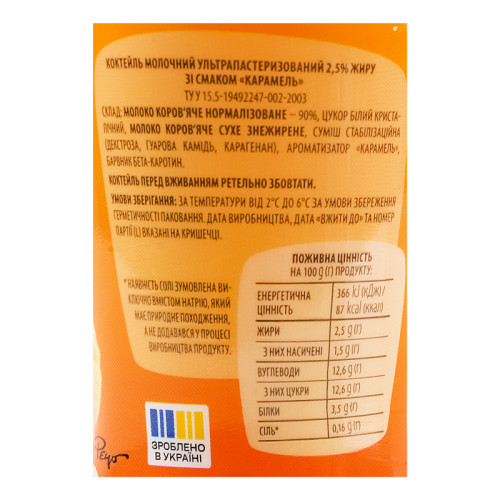 КОКТЕЙЛЬ МОЛОЧНИЙ УЛЬТРАПАСТЕРИЗОВАНИЙ 2,5% ЖИРУ
ЗІ СМАКОМ «КАРАМЕЛЬ»
ТУ У 15.5-19492247-002-2003
СКЛАД: МОЛОКО КОРОВ'ЯЧЕ НОРМАЛІЗОВАНЕ – 90%, ЦУКОР БІЛИЙ КРИСТА-
ЛІЧНИЙ, МОЛОКО КОРОВ'ЯЧЕ СУХЕ ЗНЕЖИРЕНЕ, СУМІШ СТАБІЛІЗАЦІЙНА
(ДЕКСТРОЗА, ГУАРОВА КАМІДЬ, КАРАГЕНАН), АРОМАТИЗАТОР «КАРАМЕЛЬ»,
БАРВНИК БЕТА-КАРОТИН.
КОКТЕЙЛЬ ПЕРЕД ВЖИВАННЯМ РЕТЕЛЬНО ЗБОВТАТИ.
УМОВИ ЗБЕРІГАННЯ: ЗА ТЕМПЕРАТУРИ ВІД 2°С ДО 6°С ЗА УМОВИ ЗБЕРЕЖЕННЯ
ГЕРМЕТИЧНОСТІ ПАКОВАННЯ. ДАТА ВИРОБНИЦТВА, ДАТА «ВЖИТИ ДО» ТА НОМЕР
ПАРТІЇ (L) ВКАЗАНІ НА КРИШЕЧЦІ.
*НАЯВНІСТЬ СОЛІ ЗУМОВЛЕНА ВИ-
КЛЮЧНО ВМІСТОМ НАТРІЮ, ЯКИЙ
МАЄ ПРИРОДНЕ ПОХОДЖЕННЯ,
А НЕ ДОДАВАВСЯ У ПРОЦЕСІ
ВИРОБНИЦТВА ПРОДУКТУ.
ПОЖИВНА ЦІННІСТЬ
НА 100 g (Г) ПРОДУКТУ:
ЕНЕРГЕТИЧНА ЦІННІСТЬ 366 kJ (кДж)/ 87 kcal (ккал)
ЖИРИ 2,5 g (Г)
З НИХ НАСИЧЕНІ 1,5 g (Г)
ВУГЛЕВОДИ 12,6 g (Г)
З НИХ ЦУКРИ 12,6 g (Г)
БІЛКИ 3,5 g (Г)
СІЛЬ* 0,16 g (Г)
ЗРОБЛЕНО
В УКРАЇНІ